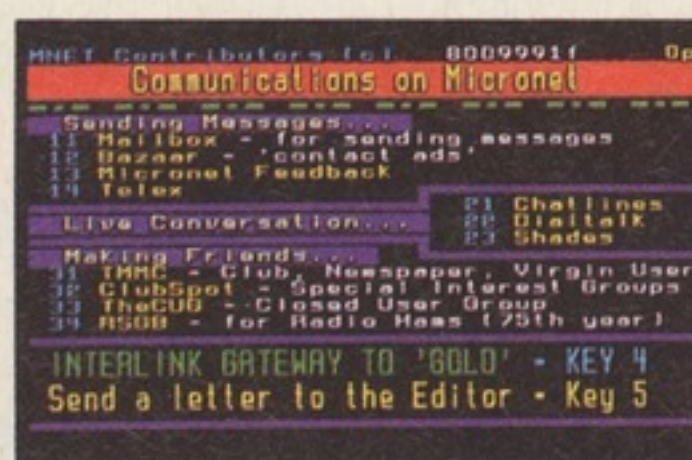 MNET Contributors (c) 8009991f Op
Communications on Micronet
Sending Messages...
11 Mailbox - for sending messages
12 Bazaar - 'contact ads'
13 Micronet Feedback
14 Telex
21 Chatlines
Live Conversation...
22 Dialtalk
23 Shades
Making Friends...
31 TMMC - Club, Newspaper, Virgin User
32 ClubSpot - Special Interest Groups
33 TheCUG - Closed User Group
34 RSGB - for Radio Hams (75th year)
INTERLINK GATEWAY TO 'GOLD' - KEY 4
Send a letter to the Editor - Key 5